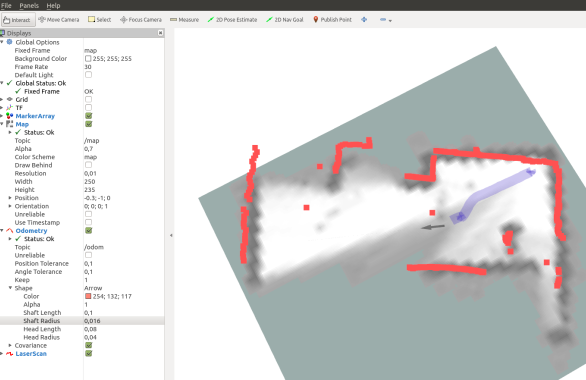 File Panels Help
Interact Move Camera Select Focus Camera Measure 2D Pose Estimate 2D Nav Goal Publish Point
Displays
Global Options
Fixed Frame map
Background Color 255; 255; 255
Frame Rate 30
Default Light
Global Status: Ok
Fixed Frame OK
Grid
TF
MarkerArray
Map
Status: Ok
Topic /map
Alpha 0,7
Color Scheme map
Draw Behind
Resolution 0,01
Width 250
Height 235
Position -0.3; -1; 0
Orientation 0; 0; 0; 1
Unreliable
Use Timestamp
Odometry
Status: Ok
Topic /odom
Unreliable
Position Tolerance 0,1
Angle Tolerance 0,1
Keep 1
Shape Arrow
Color 254; 132; 117
Alpha 1
Shaft Length 0,1
Shaft Radius 0,016
Head Length 0,08
Head Radius 0,04
Covariance
LaserScan